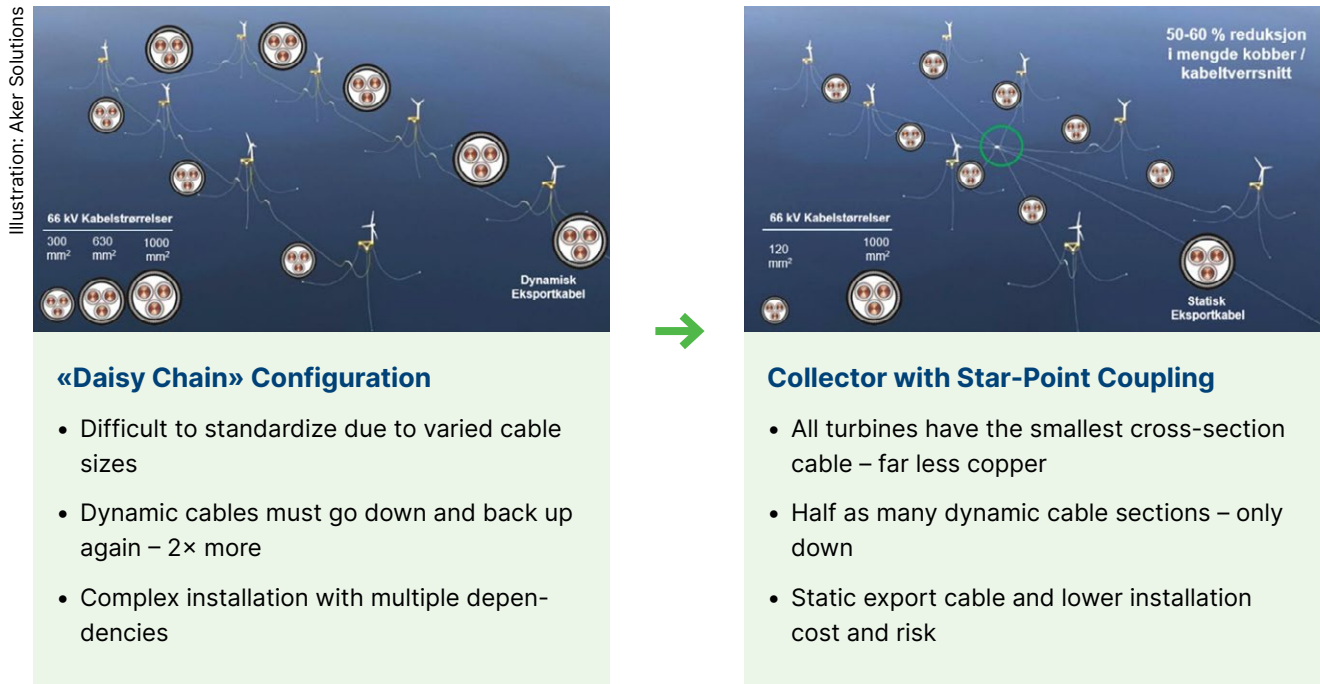 Illustration: Aker Solutions
66 kV Kabelstrørrelser
300 630 1000
mm² mm² mm²
Dynamisk
Eksportkabel
«Daisy Chain» Configuration
• Difficult to standardize due to varied cable
sizes
• Dynamic cables must go down and back up
again – 2× more
• Complex installation with multiple depen-
dencies
50-60 % reduksjon
i mengde kobber /
kabeltverrsnitt
66 kV Kabelstørrelser
120 1000
mm² mm²
Statisk
Eksportkabel
Collector with Star-Point Coupling
• All turbines have the smallest cross-section
cable – far less copper
• Half as many dynamic cable sections – only
down
• Static export cable and lower installation
cost and risk